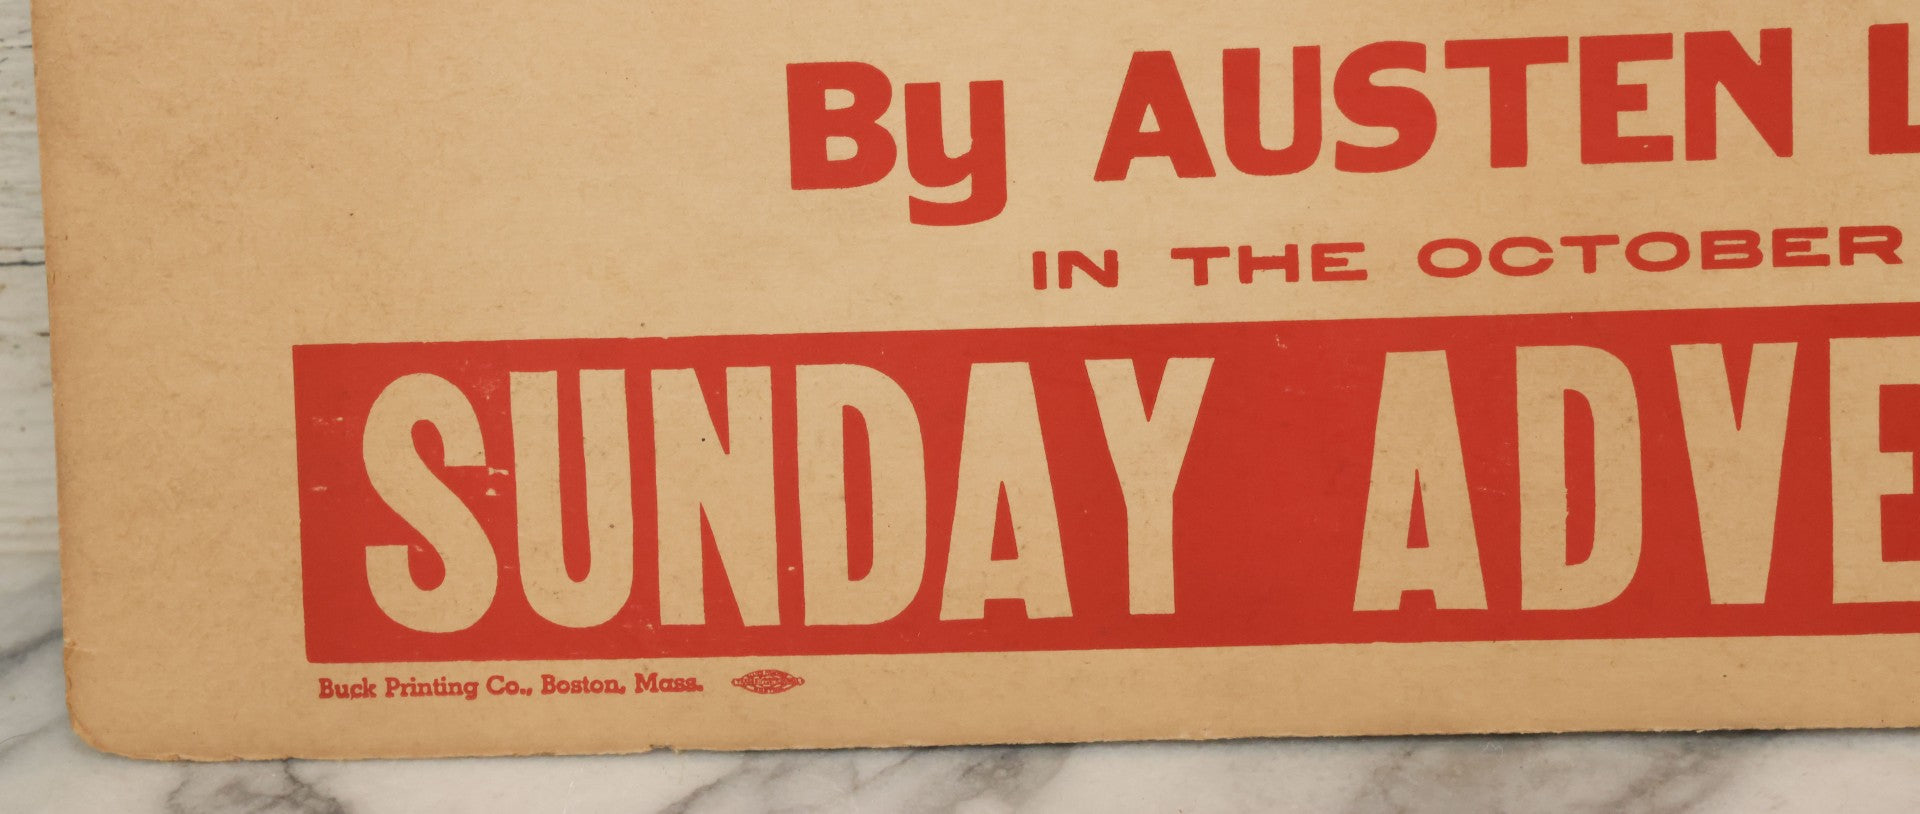 By AUSTEN L
IN THE OCTOBER
SUNDAY ADVE
Buck Printing Co., Boston, Mass.